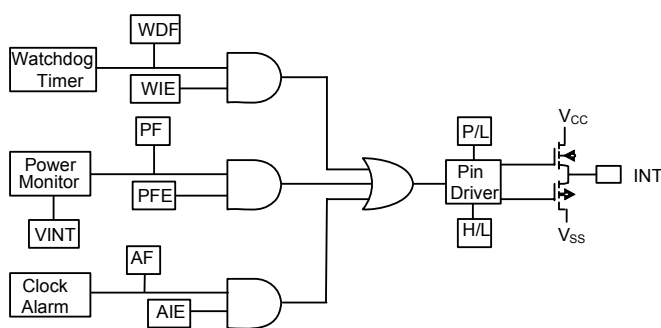 WDF
Watchdog
Timer
WIE
PF
P/L
VCC
Power
Monitor
PFE
Pin
Driver
INT
VINT
H/L
VSS
AF
Clock
Alarm
AIE